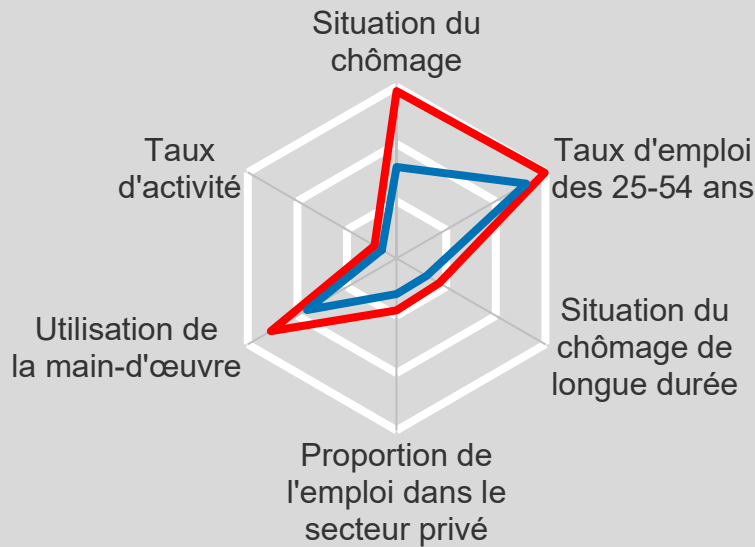 Situation du
chômage
Taux d'emploi
des 25-54 ans
Situation du
chômage de
longue durée
Proportion de
l'emploi dans le
secteur privé
Utilisation de
la main-d'œuvre
Taux
d'activité